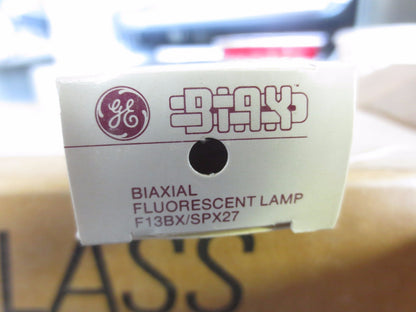 GE Biax
BIAXIAL
FLUORESCENT LAMP
F13BX/SPX27
LASS